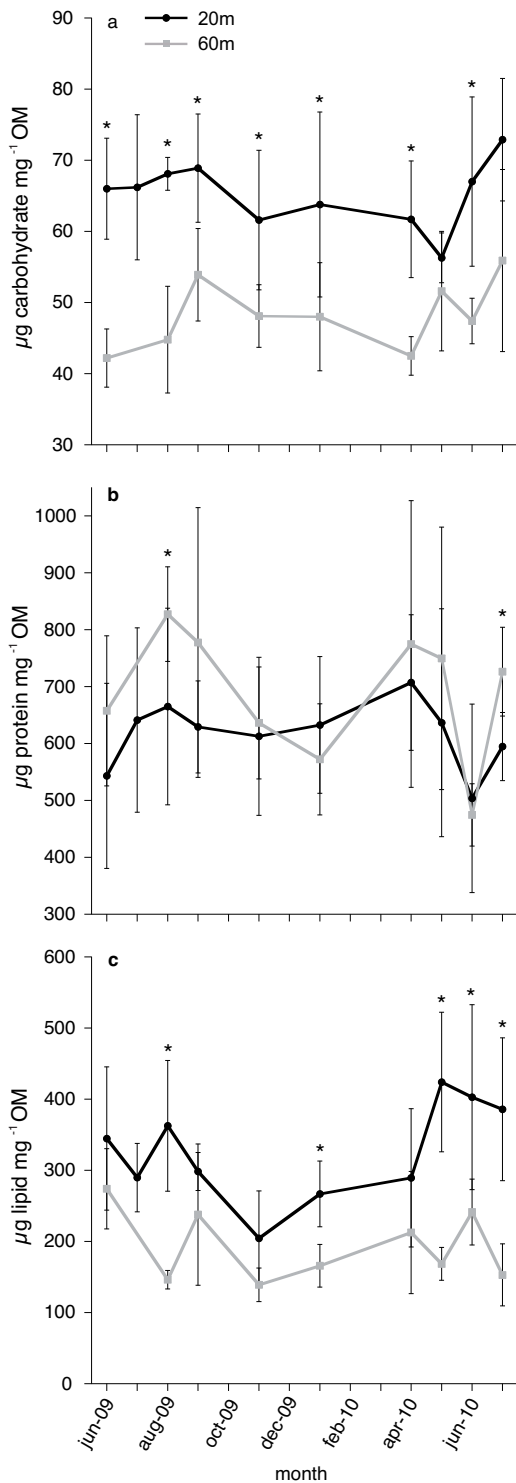 a
20m
60m
90
80
70
60
50
40
30
µg carbohydrate mg⁻¹ OM
*
*
*
*
*
*
*
b
1000
900
800
700
600
500
400
300
µg protein mg⁻¹ OM
*
*
c
600
500
400
300
200
100
0
µg lipid mg⁻¹ OM
*
*
*
*
*
jun-09
aug-09
oct-09
dec-09
feb-10
apr-10
jun-10
month